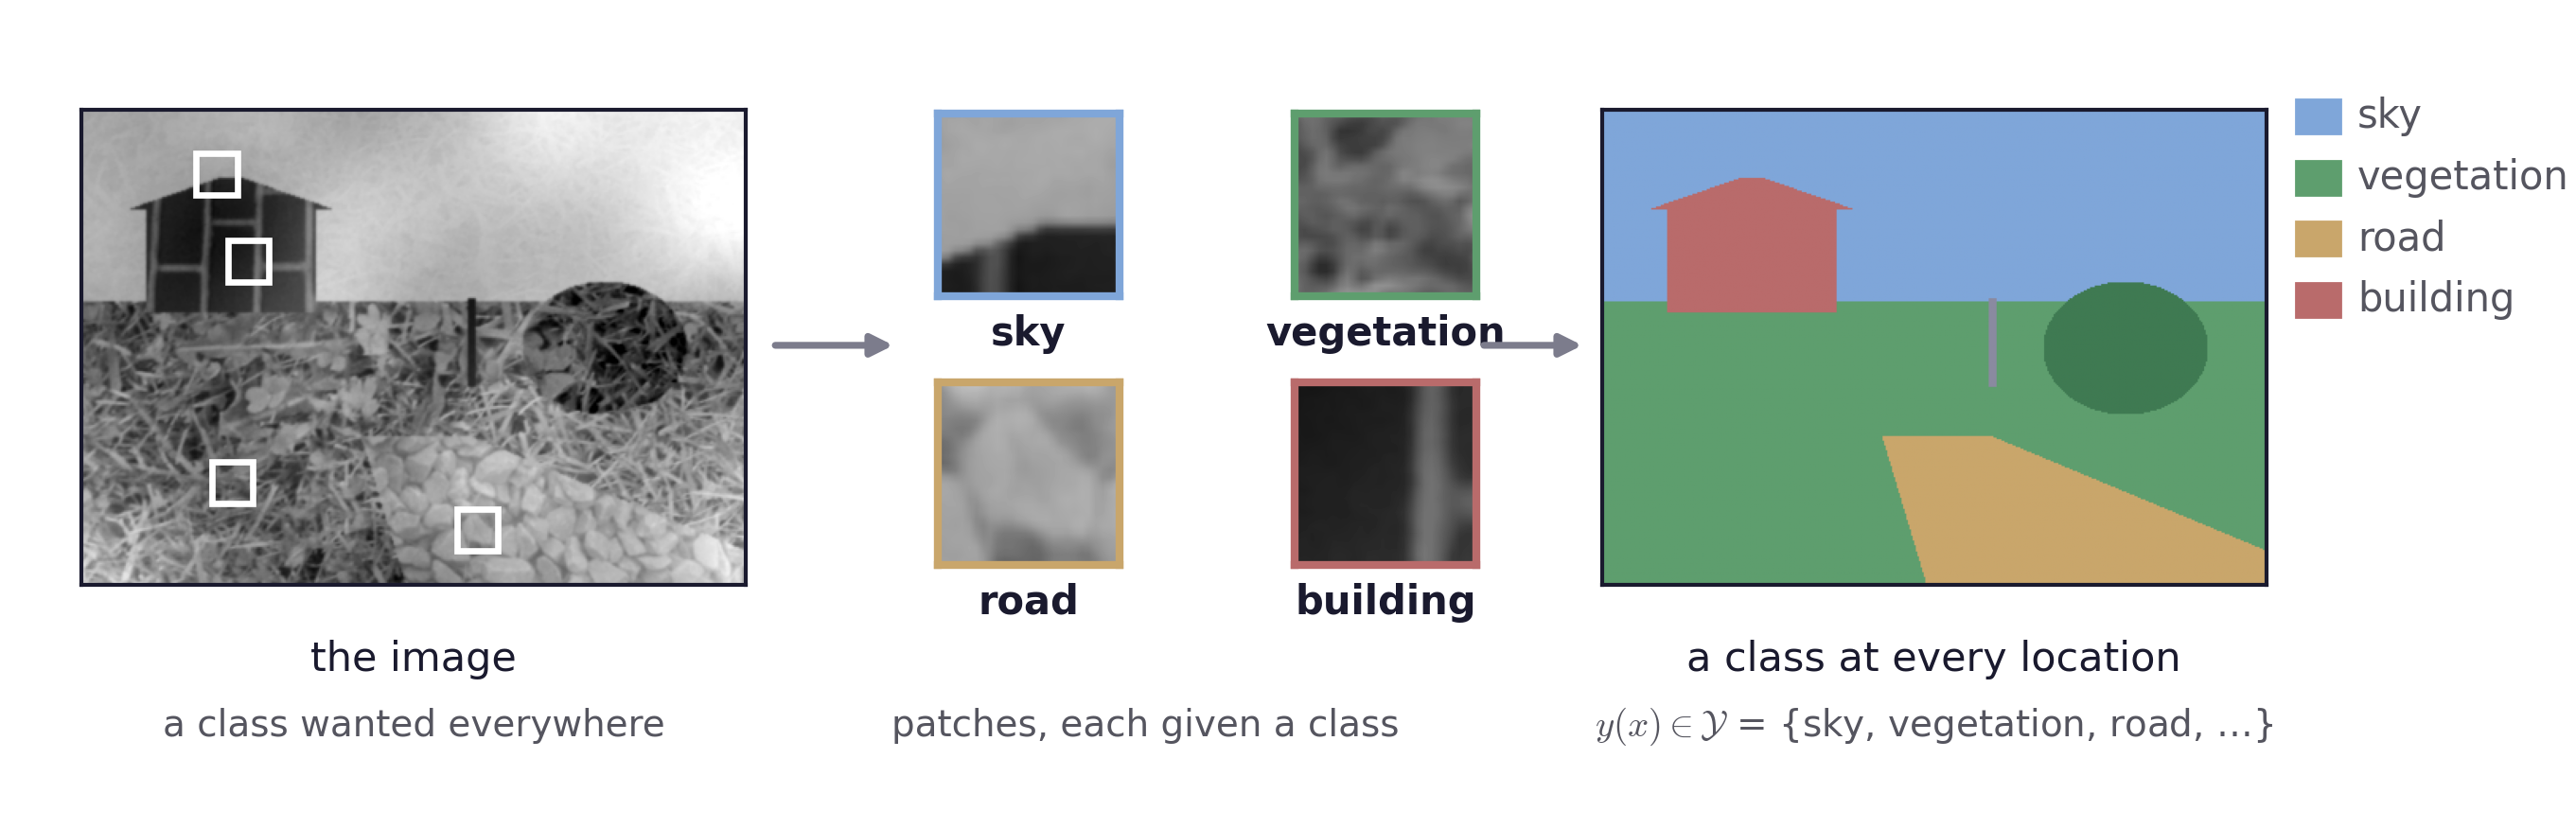 sky
vegetation
road
building
sky
vegetation
road
building
the image
a class wanted everywhere
patches, each given a class
a class at every location
y(x) ∈ 𝒴 = {sky, vegetation, road, ...}